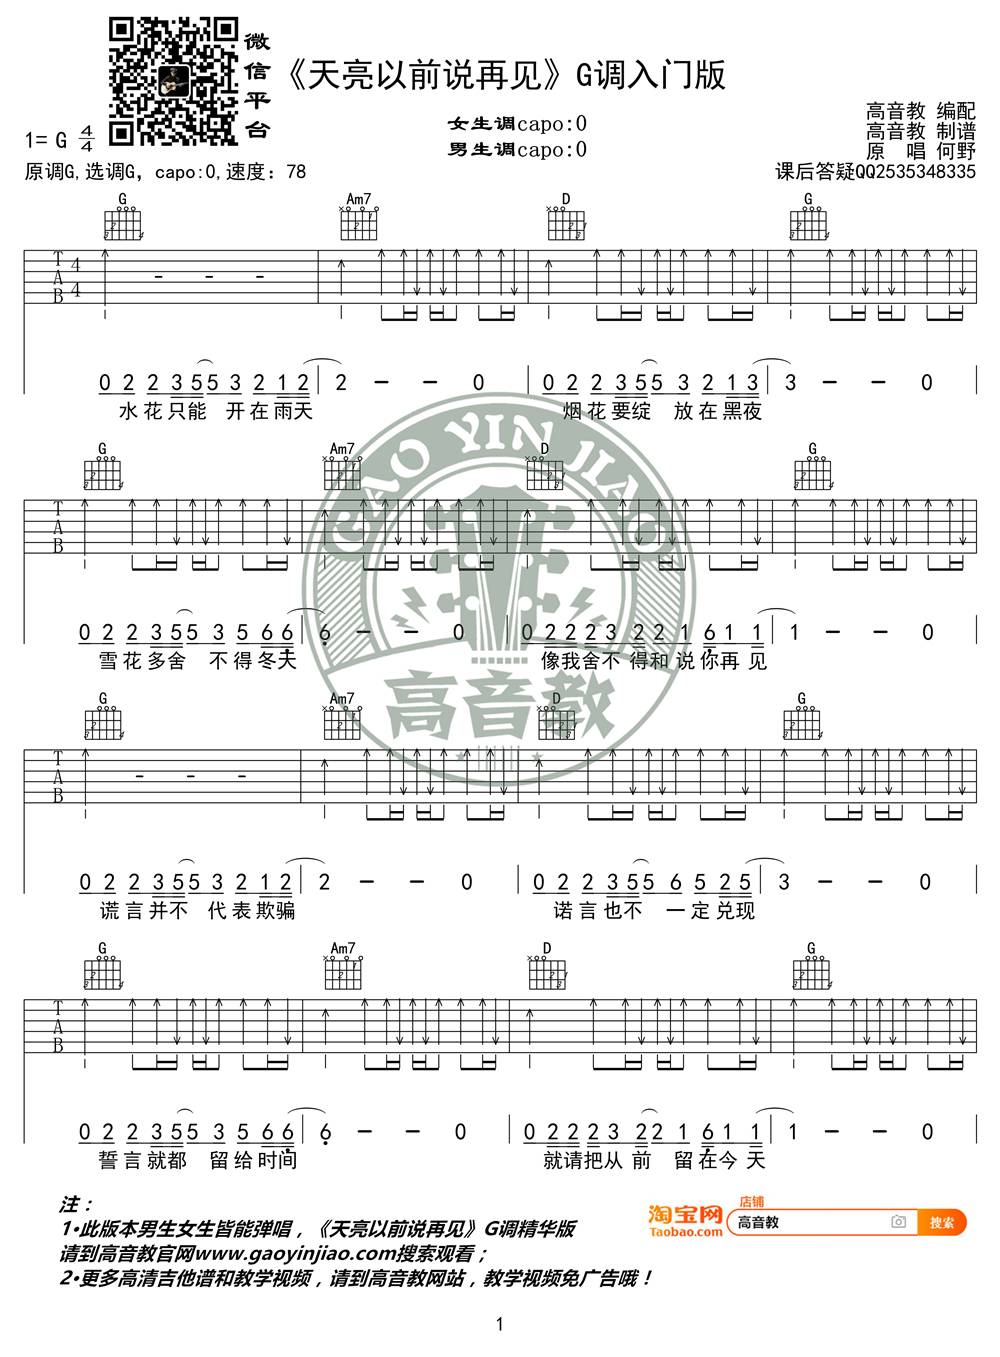 微信平台
《天亮以前说再见》G调入门版
女生调capo:0
男生调capo:0
高音教 编配
高音教 制谱
原 唱 何野
课后答疑QQ2535348335
1= G 4/4
原调G,选调G，capo:0,速度：78
G Am7 D G
T A B 4 4
0 2 2 3 5 5 3 2 1 2 2 – – 0 0 2 2 3 5 5 3 2 1 3 3 – – 0
水花只能 开在雨天 烟花要绽 放在黑夜
G Am7 D G
T A B
0 2 2 3 5 5 3 5 6 6 6 – – 0 0 2 2 2 3 2 2 1 6 1 1 1 – – 0
雪花多舍 不得冬天 像我舍不得和说你再见
G Am7 D G
T A B
0 2 2 3 5 5 3 2 1 2 2 – – 0 0 2 2 3 5 5 6 5 2 5 3 – – 0
谎言并不 代表欺骗 诺言也不 一定兑现
G Am7 D G
T A B
0 2 2 3 5 5 3 5 6 6 6 – – 0 0 2 2 2 3 2 2 1 6 1 1 1 – – 0
誓言就都 留给时间 就请把从前 留在今天
GAO YIN JIAO
高音教
注：
1•此版本男生女生皆能弹唱，《天亮以前说再见》G调精华版
请到高音教官网www.gaoyinjiao.com搜索观看；
2•更多高清吉他谱和教学视频，请到高音教网站，教学视频免广告哦！
淘宝网
Taobao.com
店铺
高音教
搜索
1